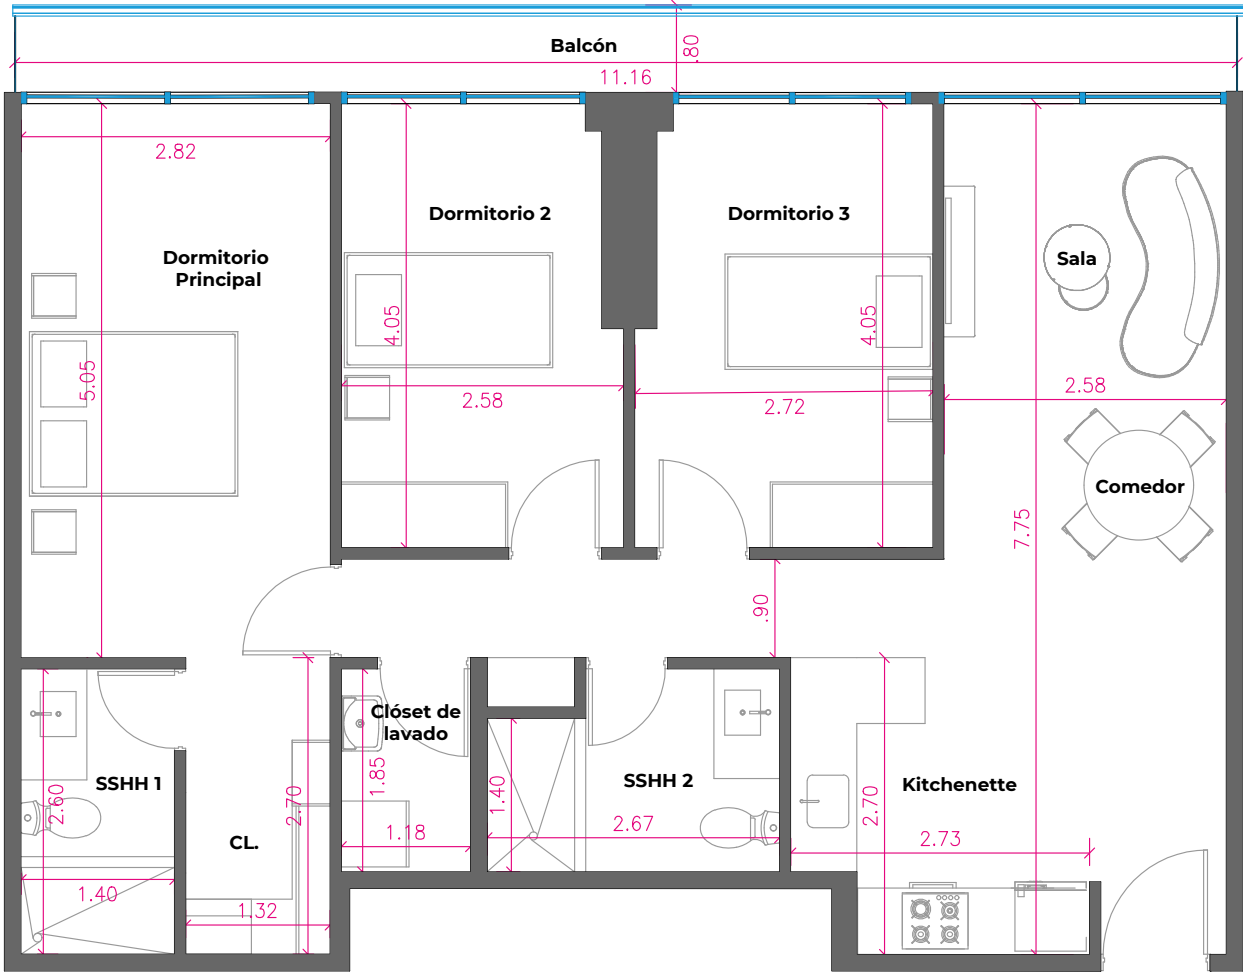 .80
Balcón
11.16
2.82
Dormitorio 2
Dormitorio 3
Dormitorio
Principal
Sala
4.05
4.05
5.05
2.58
2.58
2.72
Comedor
7.75
.90
Clóset de
lavado
SSHH 1
1.85
SSHH 2
Kitchenette
2.60
2.70
1.40
2.70
1.18
2.67
2.73
CL.
1.40
1.32